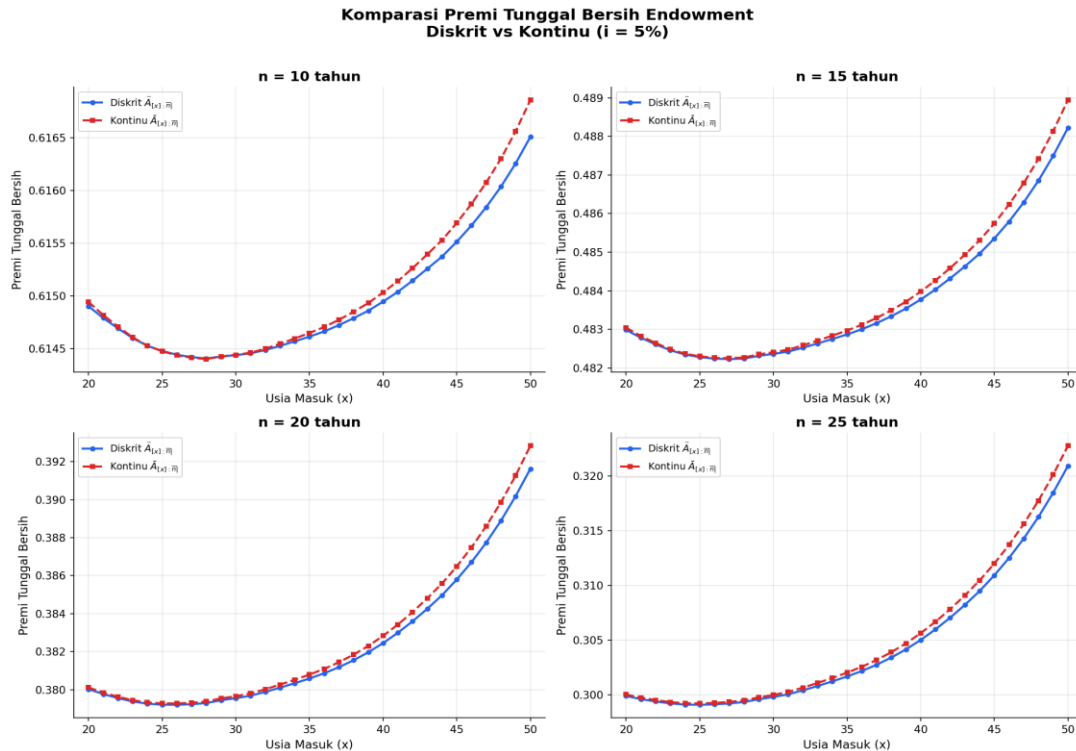 Komparasi Premi Tunggal Bersih Endowment
Diskrit vs Kontinu (i = 5%)
n = 10 tahun
Diskrit Ä[x]: n̅|
Kontinu Ā[x]: n̅|
Premi Tunggal Bersih
0.6165
0.6160
0.6155
0.6150
0.6145
20 25 30 35 40 45 50
Usia Masuk (x)
n = 15 tahun
Diskrit Ä[x]: n̅|
Kontinu Ā[x]: n̅|
Premi Tunggal Bersih
0.489
0.488
0.487
0.486
0.485
0.484
0.483
0.482
20 25 30 35 40 45 50
Usia Masuk (x)
n = 20 tahun
Diskrit Ä[x]: n̅|
Kontinu Ā[x]: n̅|
Premi Tunggal Bersih
0.392
0.390
0.388
0.386
0.384
0.382
0.380
20 25 30 35 40 45 50
Usia Masuk (x)
n = 25 tahun
Diskrit Ä[x]: n̅|
Kontinu Ā[x]: n̅|
Premi Tunggal Bersih
0.320
0.315
0.310
0.305
0.300
20 25 30 35 40 45 50
Usia Masuk (x)